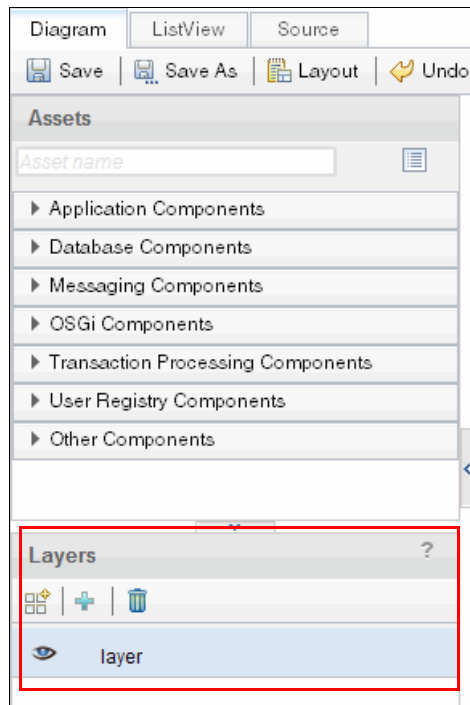 Diagram ListView Source
Save Save As Layout Undo
Assets
Asset name
Application Components
Database Components
Messaging Components
OSGi Components
Transaction Processing Components
User Registry Components
Other Components
Layers ?
layer